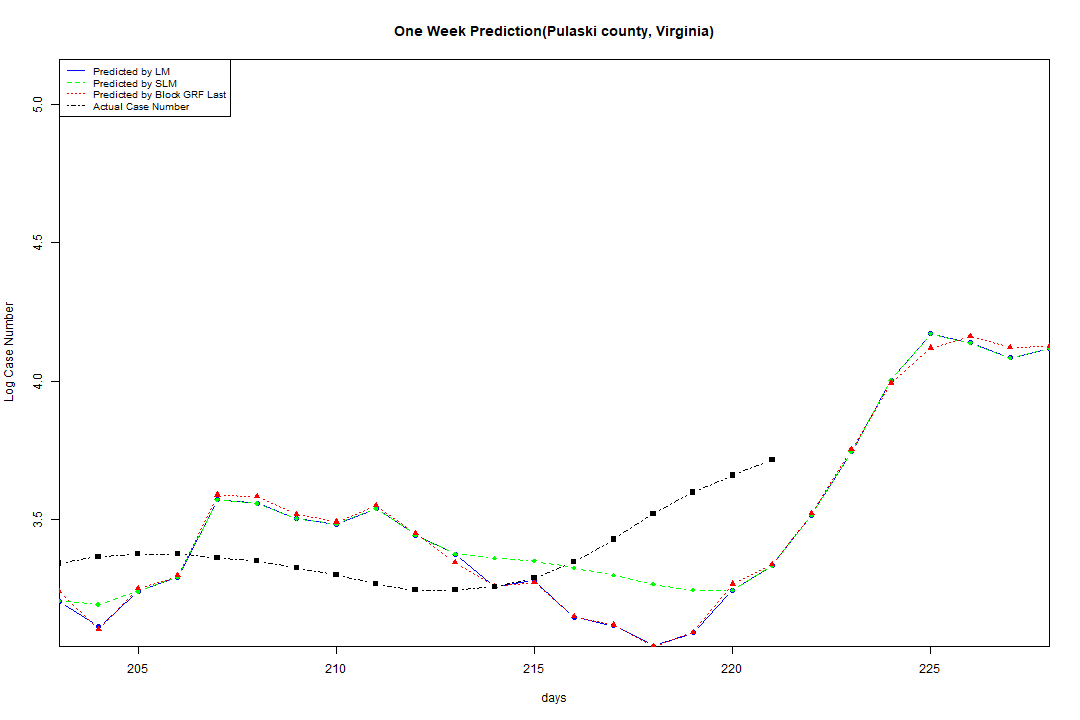 One Week Prediction(Pulaski county, Virginia)
Predicted by LM
Predicted by SLM
Predicted by Block GRF Last
Actual Case Number
5.0
4.5
4.0
3.5
Log Case Number
205 210 215 220 225
days